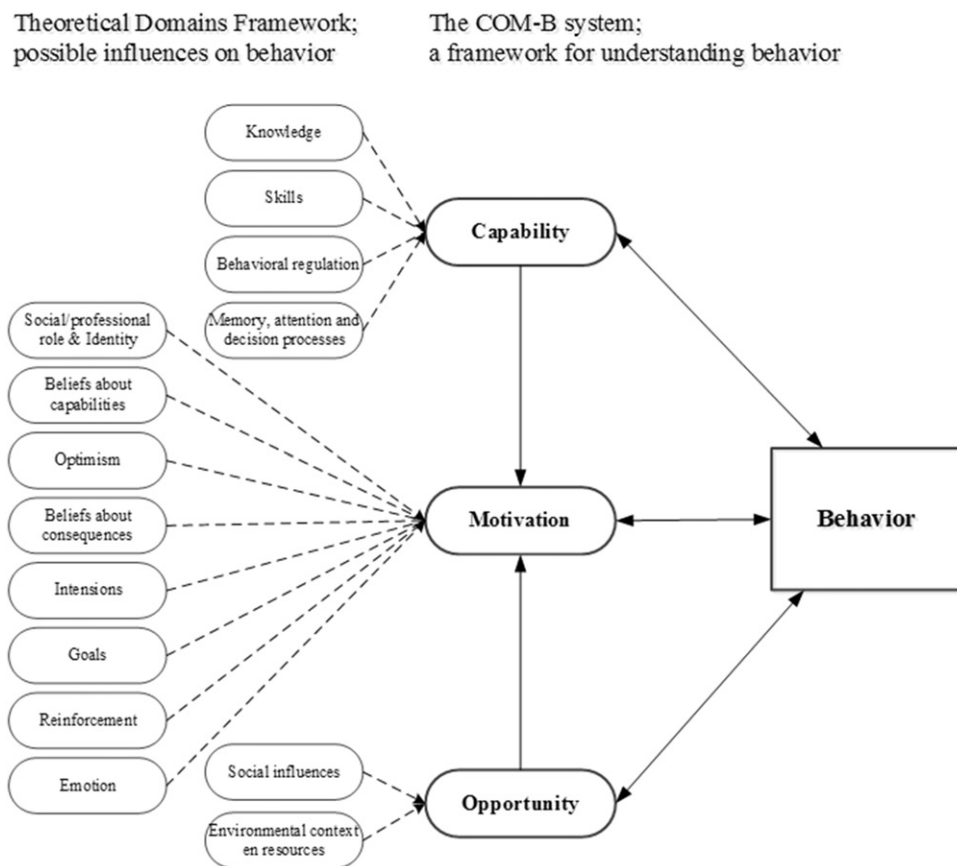 Theoretical Domains Framework;
possible influences on behavior
The COM-B system;
a framework for understanding behavior
Knowledge
Skills
Behavioral regulation
Memory, attention and
decision processes
Capability
Social/professional
role & Identity
Beliefs about
capabilities
Optimism
Beliefs about
consequences
Intensions
Goals
Reinforcement
Emotion
Motivation
Behavior
Social influences
Environmental context
en resources
Opportunity